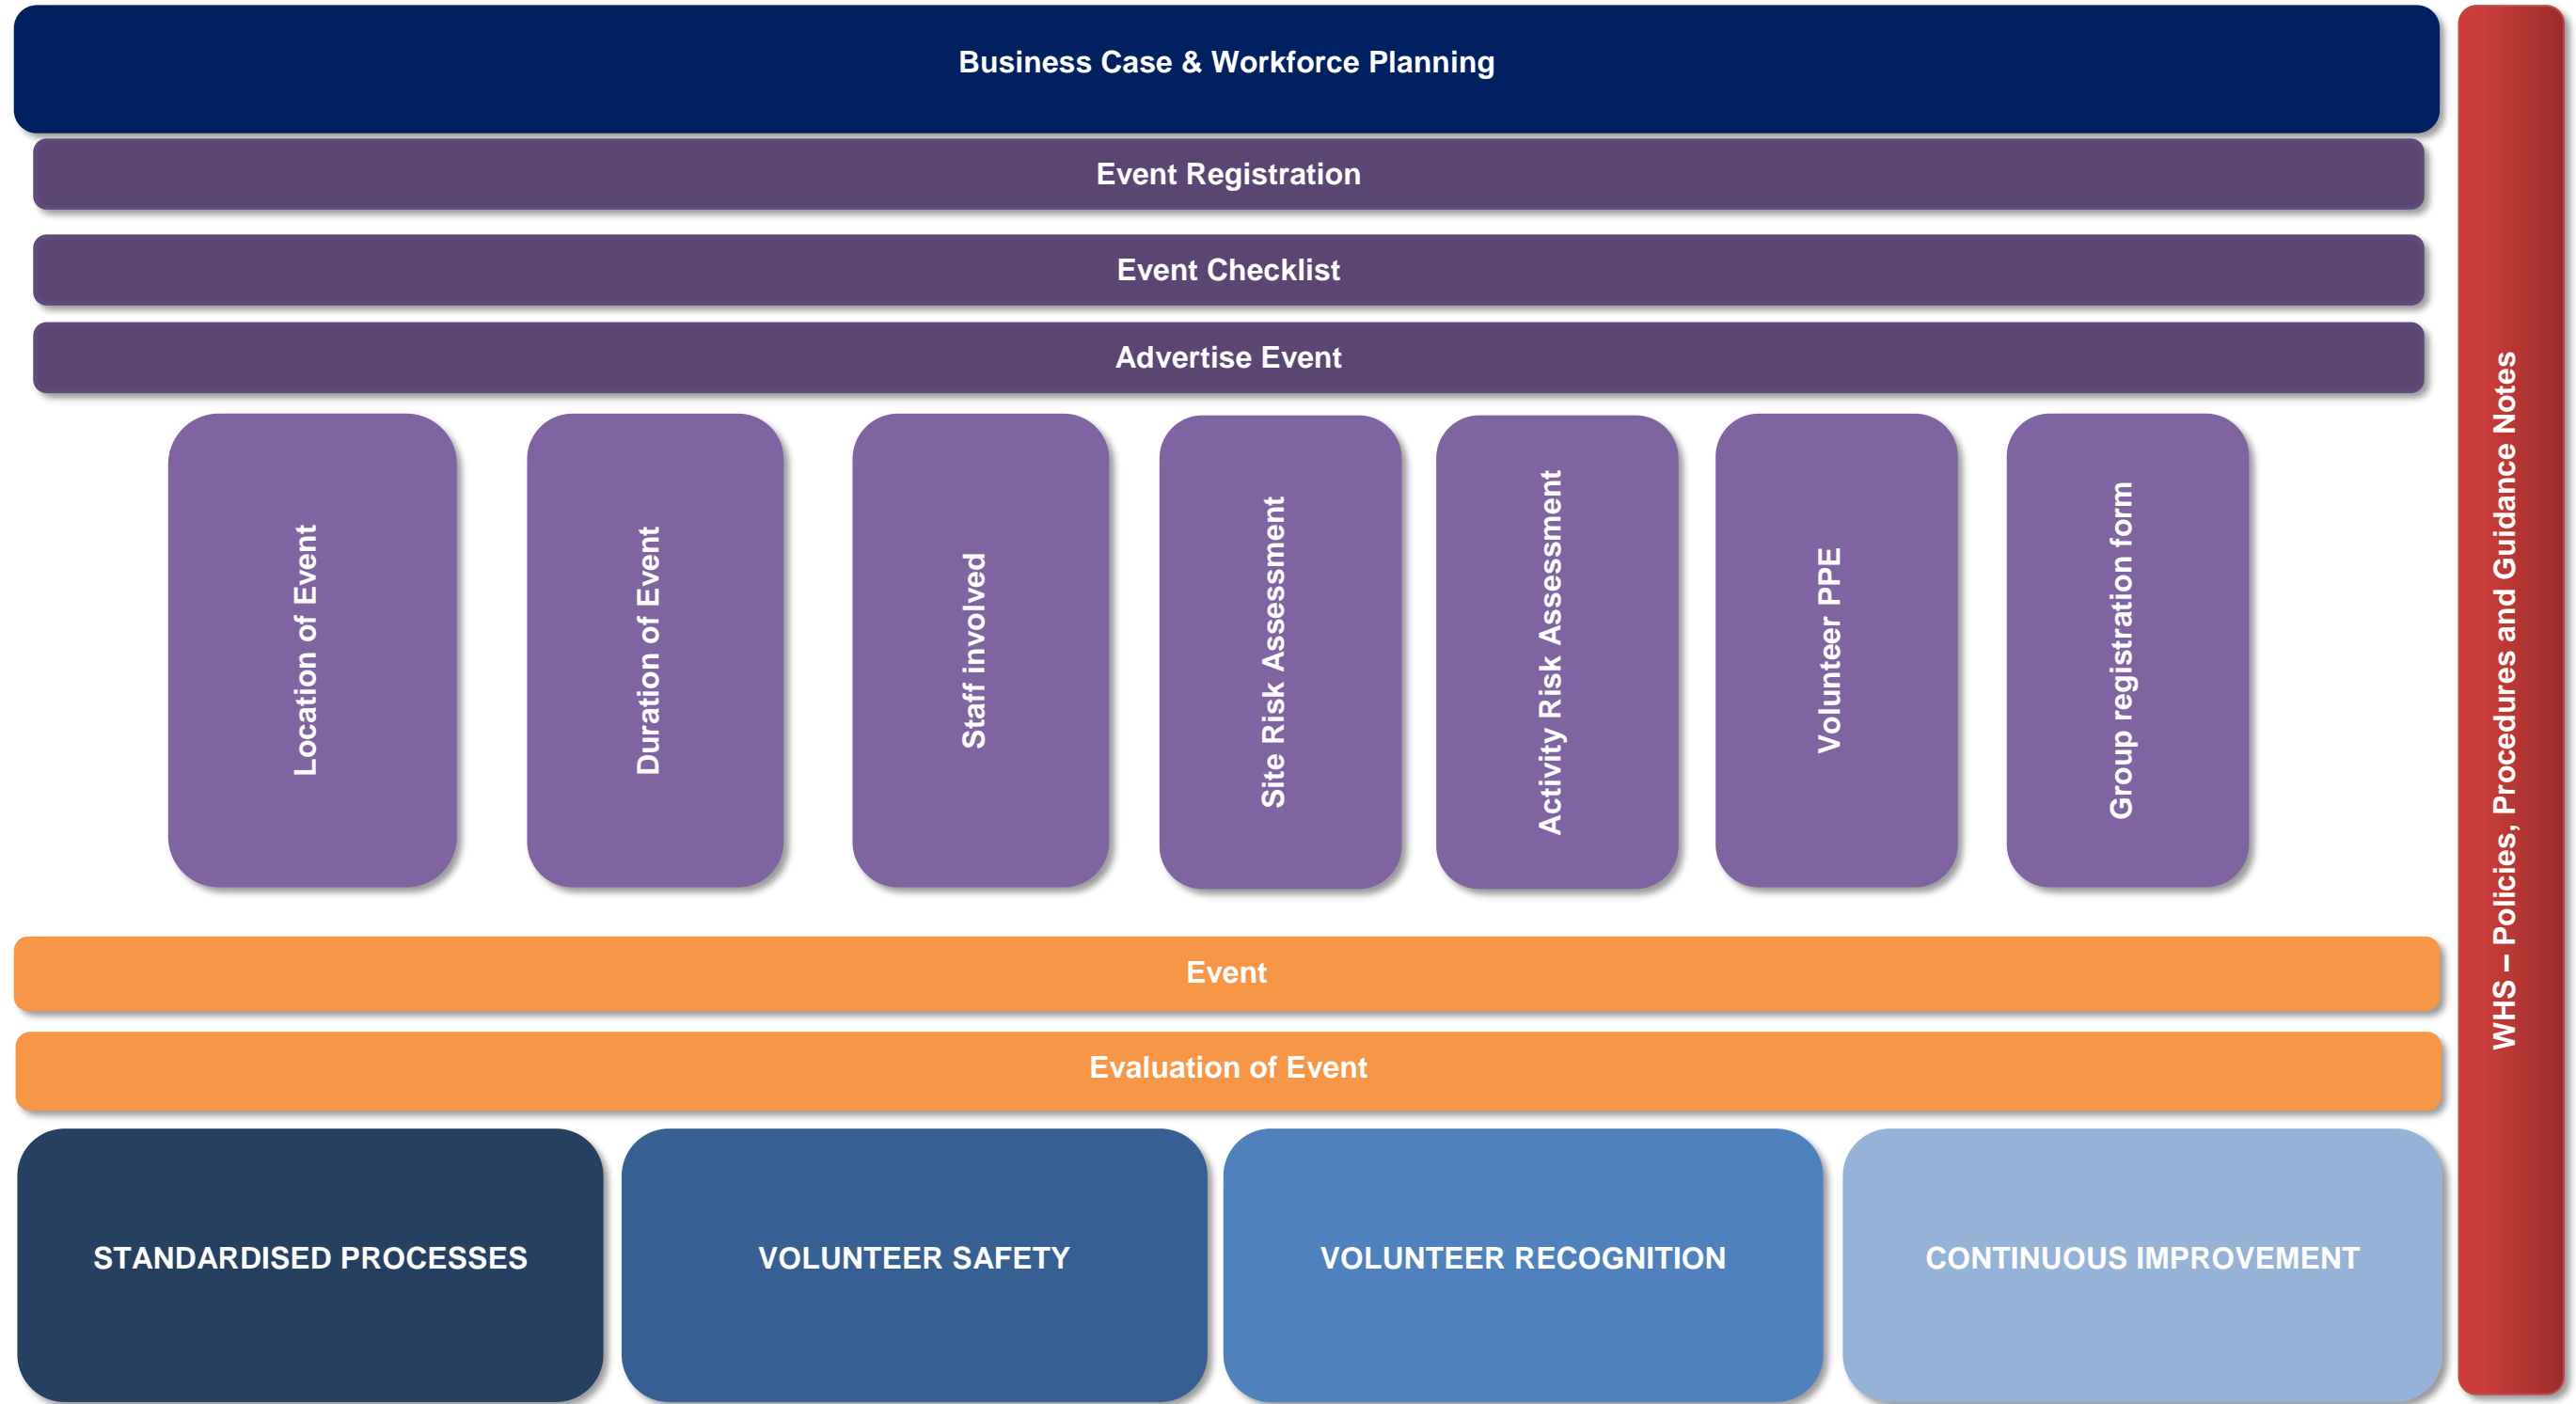 Business Case & Workforce Planning
Event Registration
Event Checklist
Advertise Event
Location of Event
Duration of Event
Staff involved
Site Risk Assessment
Activity Risk Assessment
Volunteer PPE
Group registration form
Event
Evaluation of Event
STANDARDISED PROCESSES
VOLUNTEER SAFETY
VOLUNTEER RECOGNITION
CONTINUOUS IMPROVEMENT
WHS – Policies, Procedures and Guidance Notes